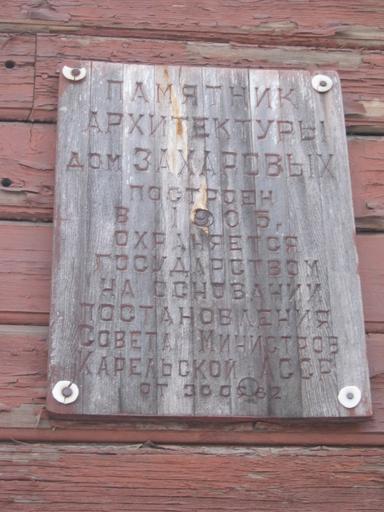 ПАМЯТНИК
АРХИТЕКТУРЫ
ДОМ ЗАХАРОВЫХ
ПОСТРОЕН
В 1905.
ОХРАНЯЕТСЯ
ГОСУДАРСТВОМ
НА ОСНОВАНИИ
ПОСТАНОВЛЕНИЯ
СОВЕТА МИНИСТРОВ
КАРЕЛЬСКОЙ АССР
ОТ